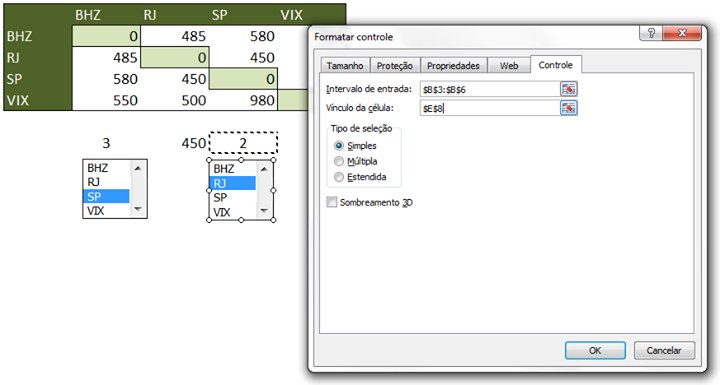 BHZ RJ SP VIX
BHZ 0 485 580
RJ 485 0 450
SP 580 450 0
VIX 550 500 980
3 450 2
BHZ
RJ
SP
VIX
BHZ
RJ
SP
VIX
Formatar controle
Tamanho Proteção Propriedades Web Controle
Intervalo de entrada: $B$3:$B$6
Vínculo da célula: $E$8
Tipo de seleção
Simples
Múltipla
Estendida
Sombreamento 3D
OK Cancelar